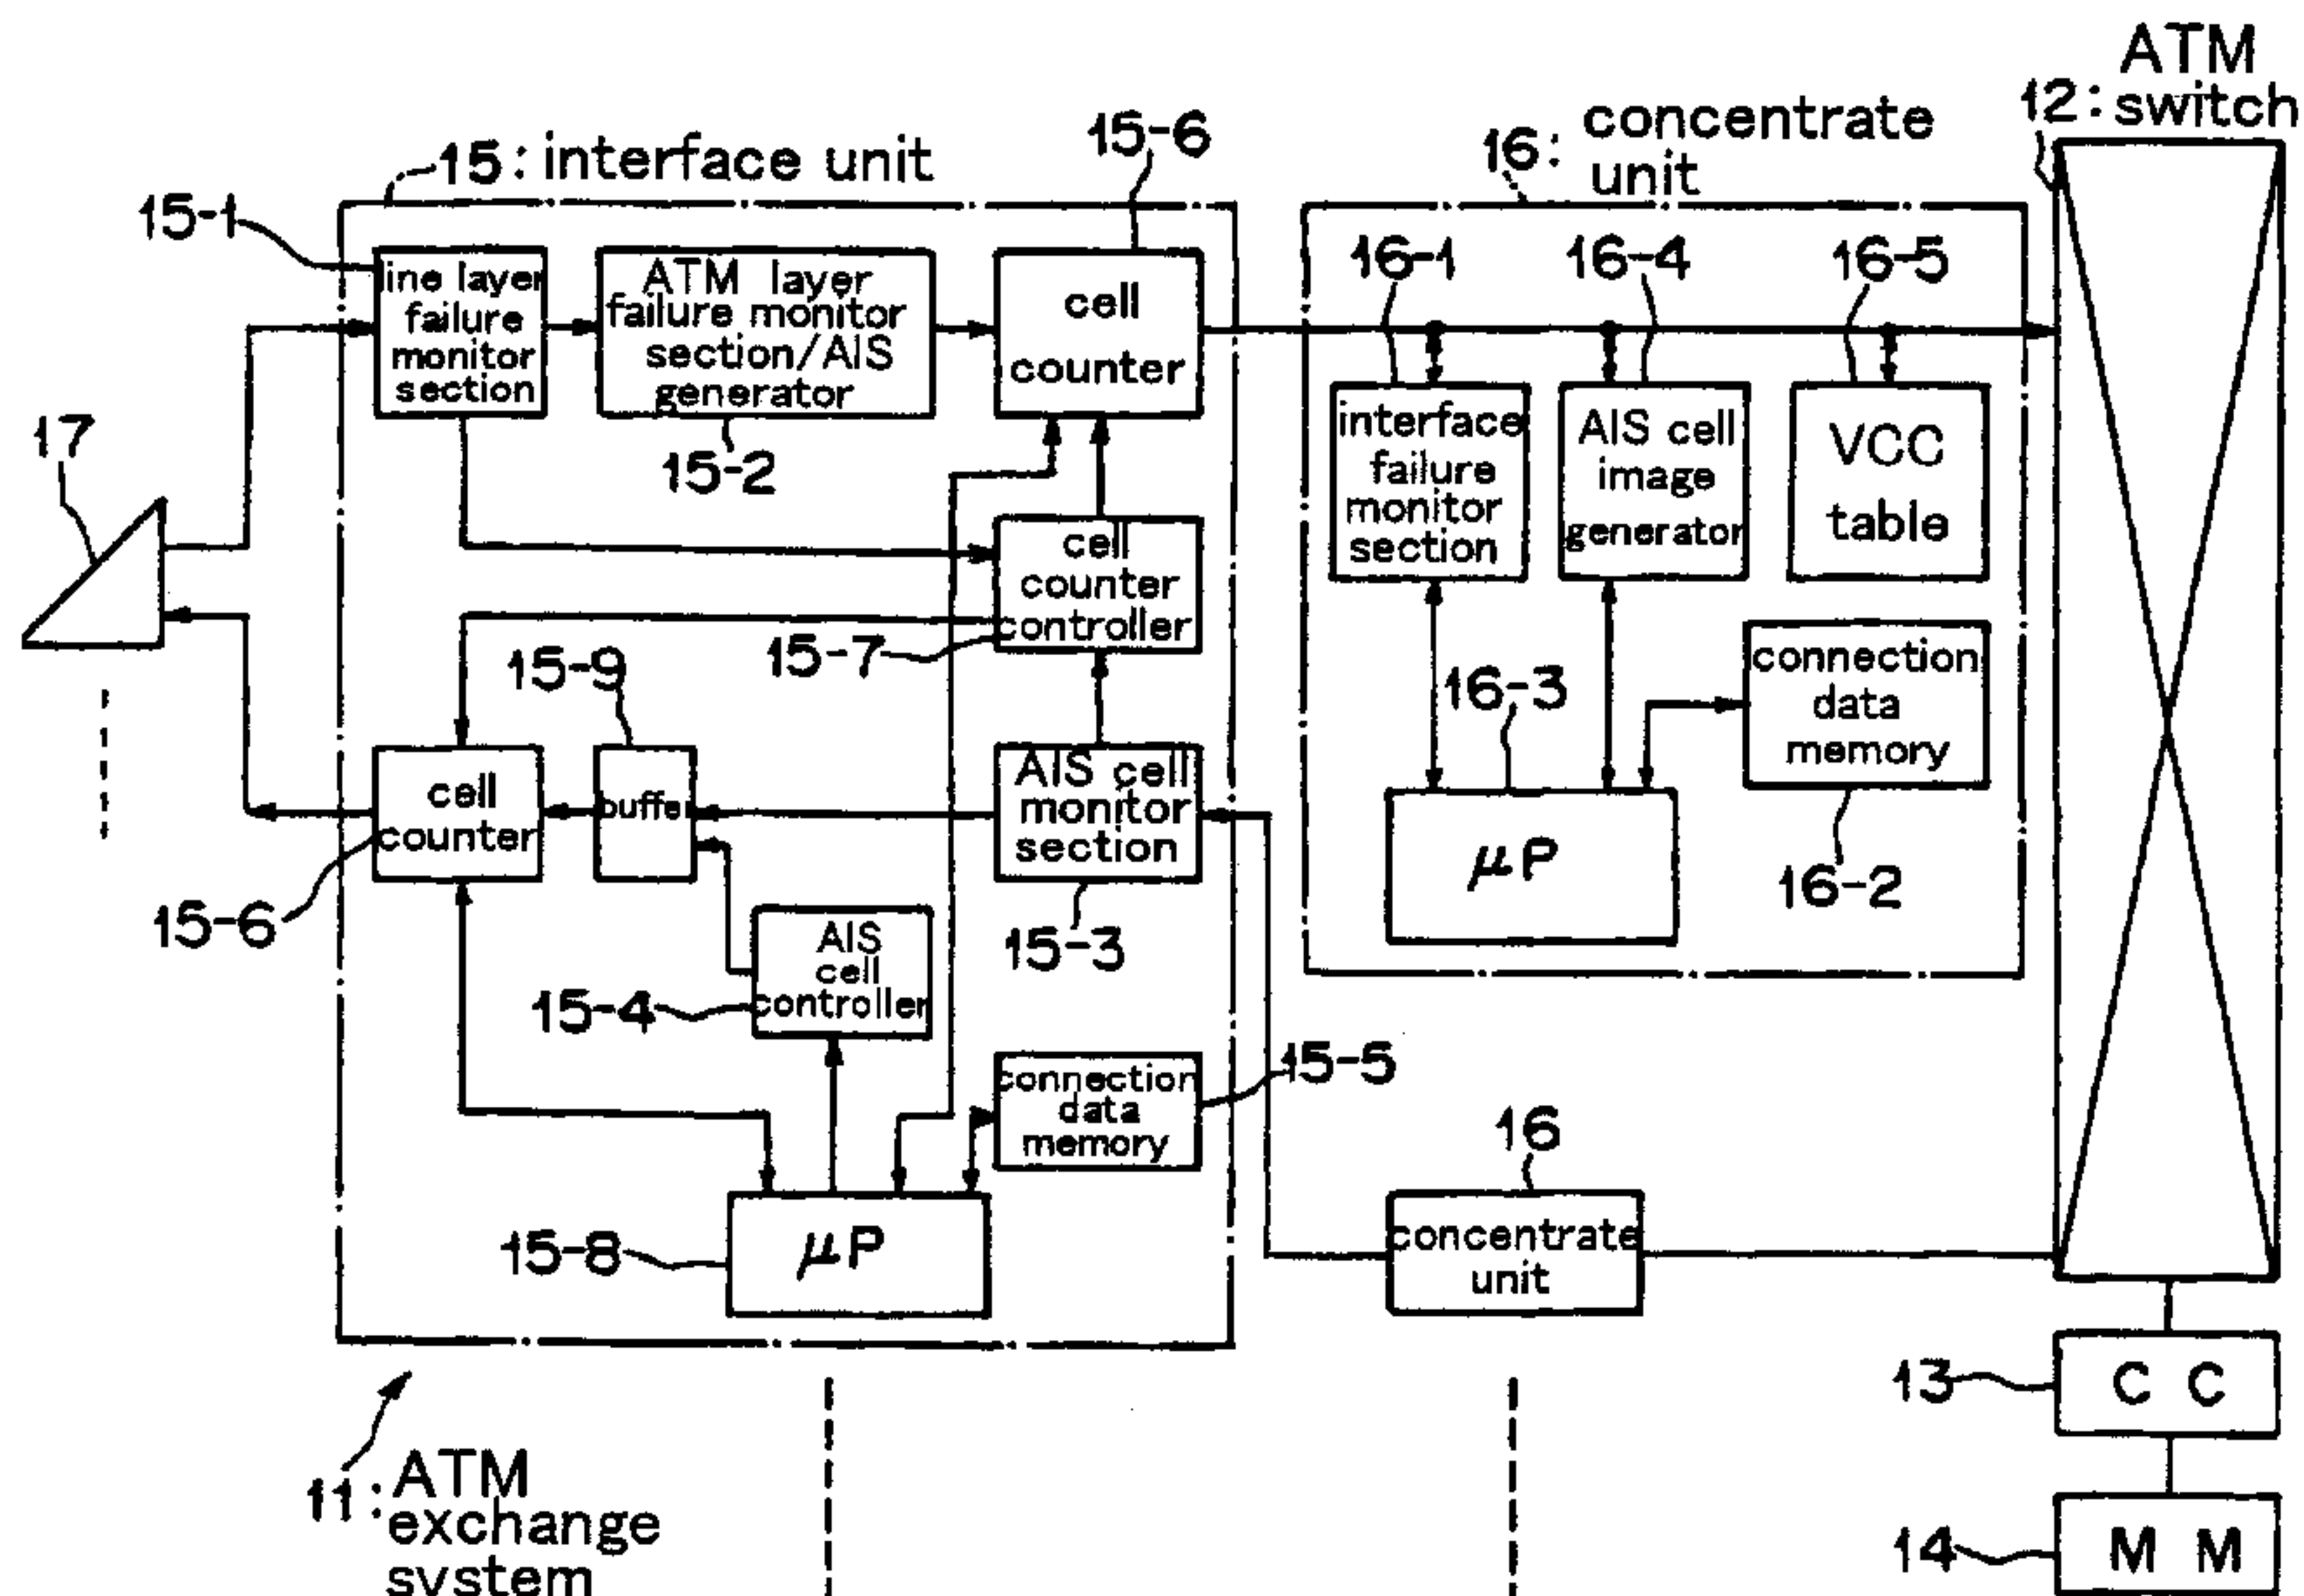 ATM
12: switch
15: interface unit
15-6
16: concentrate
unit
15-1
ine layer
failure
monitor
section
ATM layer
failure monitor
section/AIS
generator
15-2
cell
counter
16-1
16-4
16-5
interface
failure
monitor
section
AIS cell
image
generator
VCC
table
17
cell
counter
controller
15-7
15-9
16-3
connection
data
memory
16-2
μP
cell
counter
15-6
buffer
AIS cell
monitor
section
15-3
AIS
cell
controller
15-4
connection
data
memory
15-5
μP
15-8
16
concentrate
unit
13
C C
14
M M
11: ATM
exchange
system